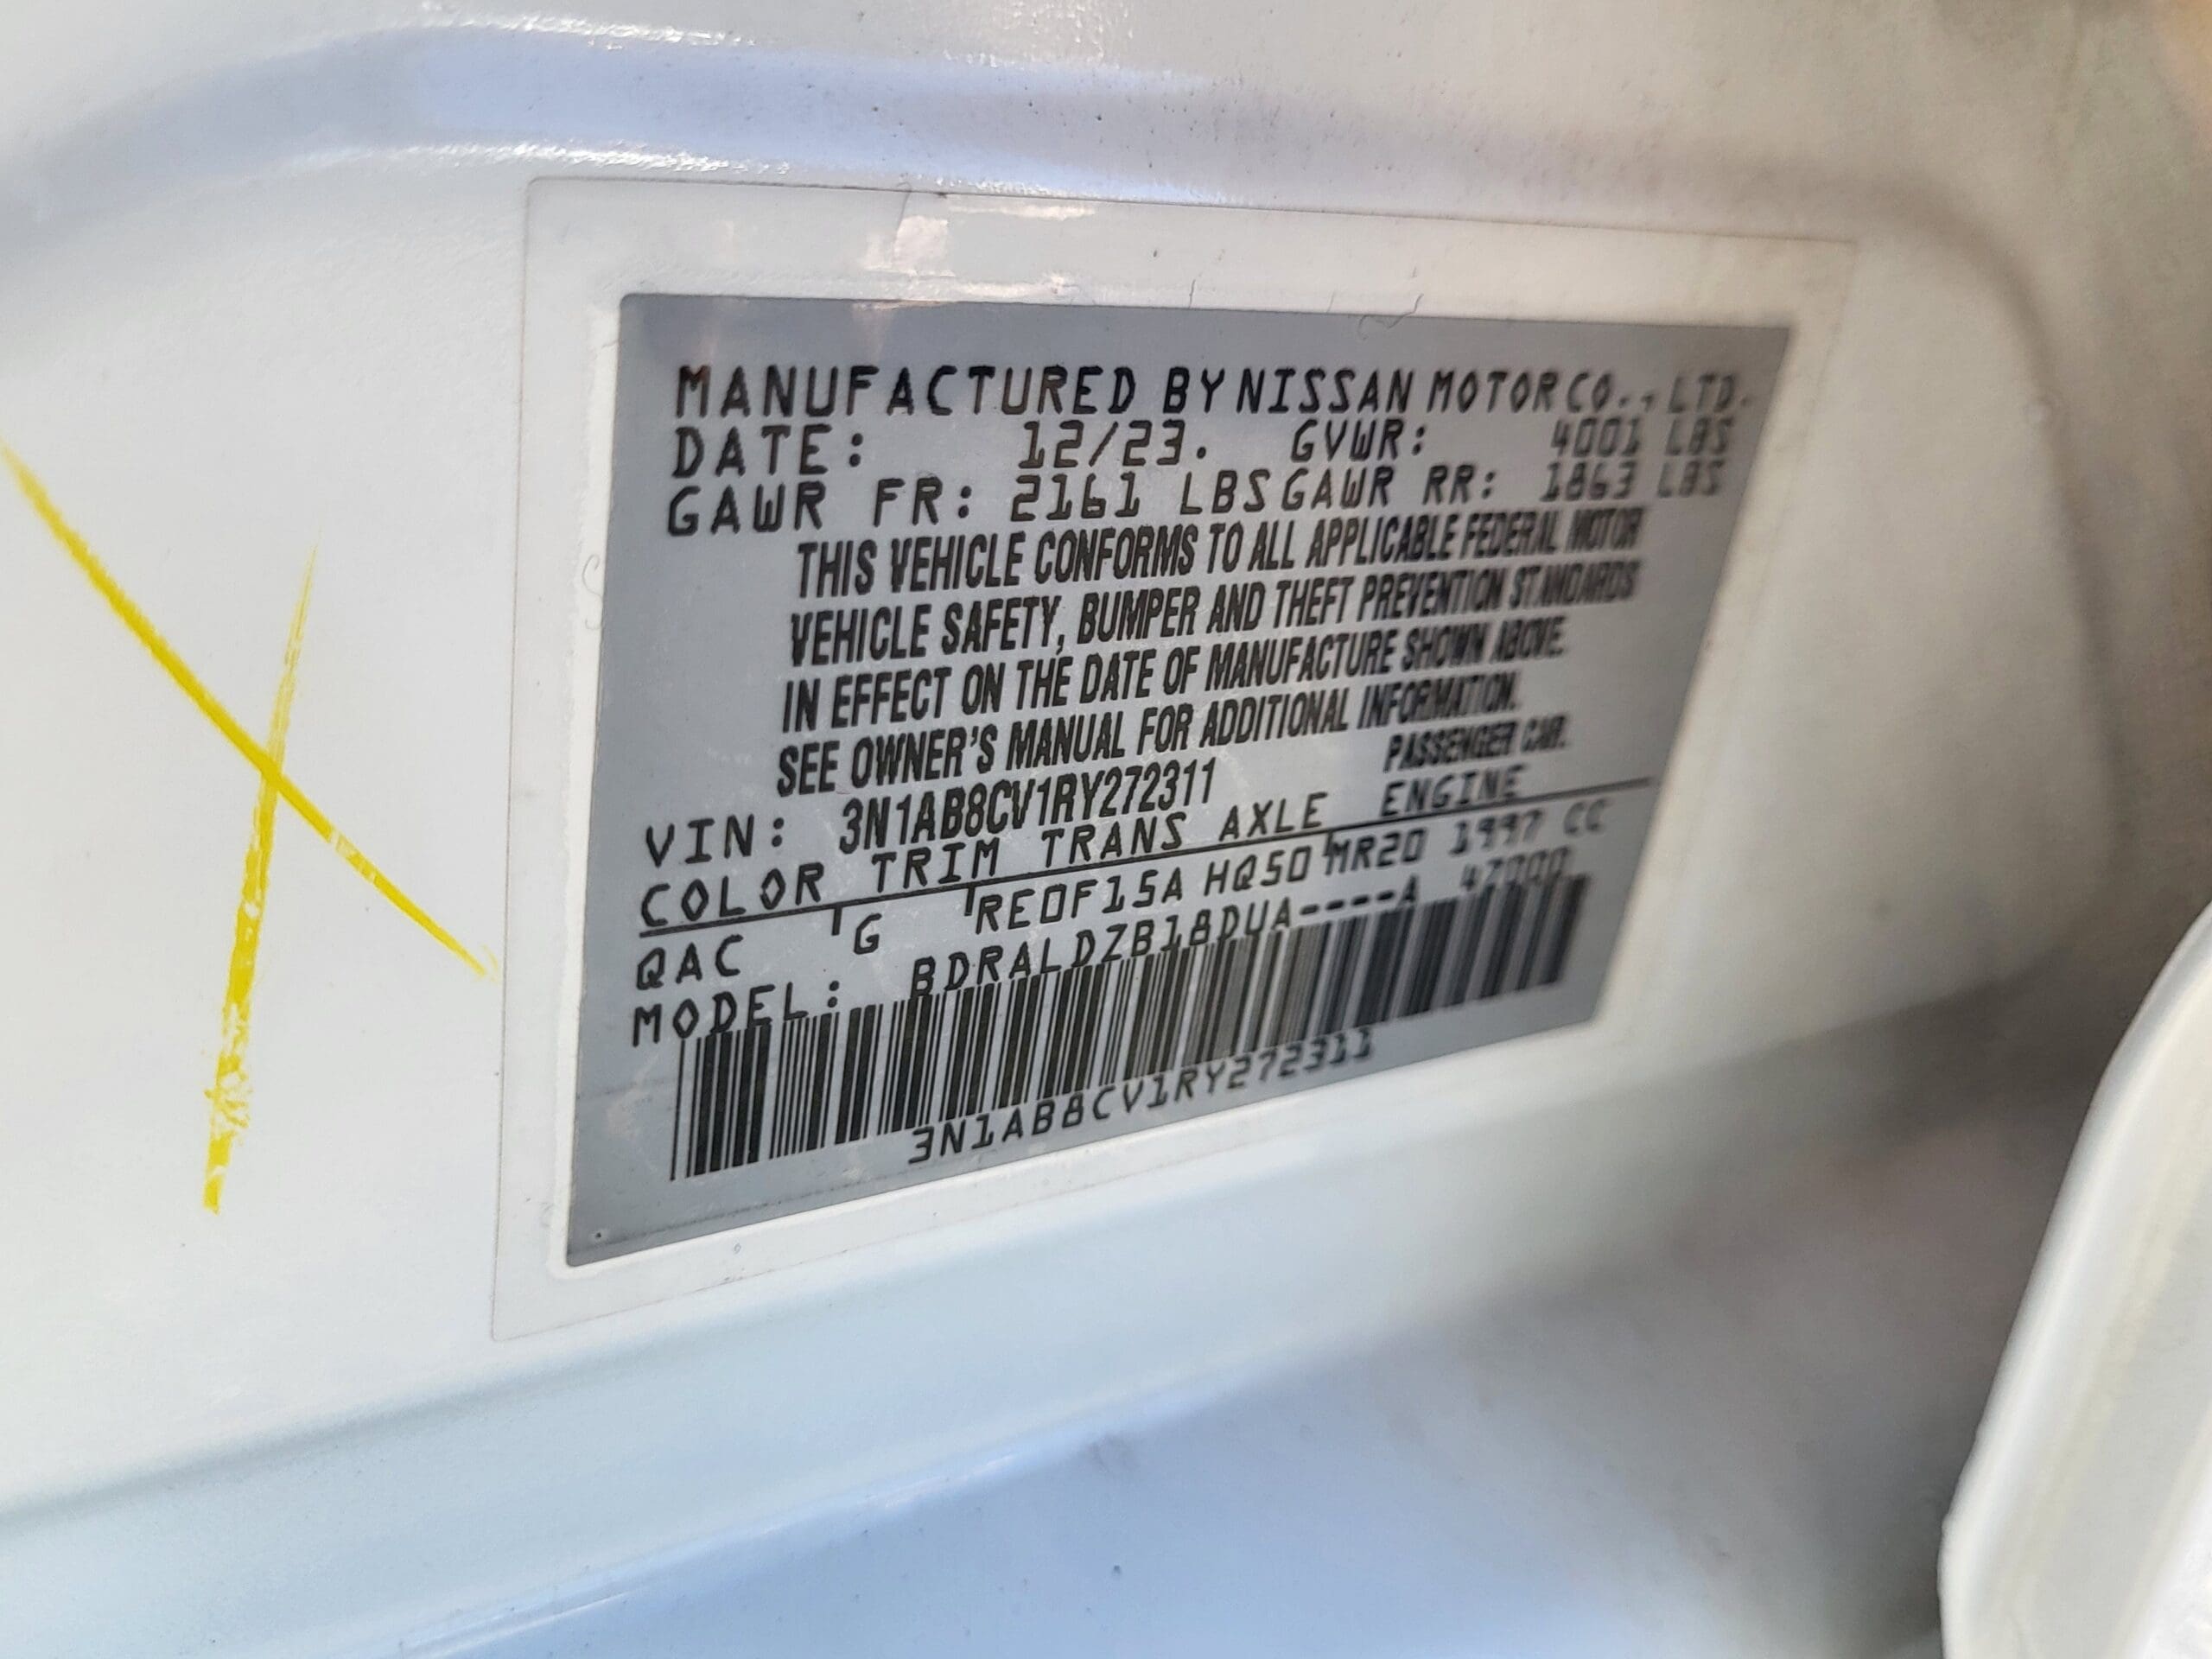 MANUFACTURED BY NISSAN MOTOR CO., LTD.
DATE: 12/23. GVWR: 4001 LBS
GAWR FR: 2161 LBS GAWR RR: 1863 LBS
THIS VEHICLE CONFORMS TO ALL APPLICABLE FEDERAL MOTOR
VEHICLE SAFETY, BUMPER AND THEFT PREVENTION STANDARDS
IN EFFECT ON THE DATE OF MANUFACTURE SHOWN ABOVE.
SEE OWNER'S MANUAL FOR ADDITIONAL INFORMATION.
VIN: 3N1AB8CV1RY272311 PASSENGER CAR.
COLOR TRIM TRANS AXLE ENGINE
QAC G RE0F15A HQ50 MR20 1997 CC
MODEL: BDRALDZB18DUA----A
3N1AB8CV1RY272311